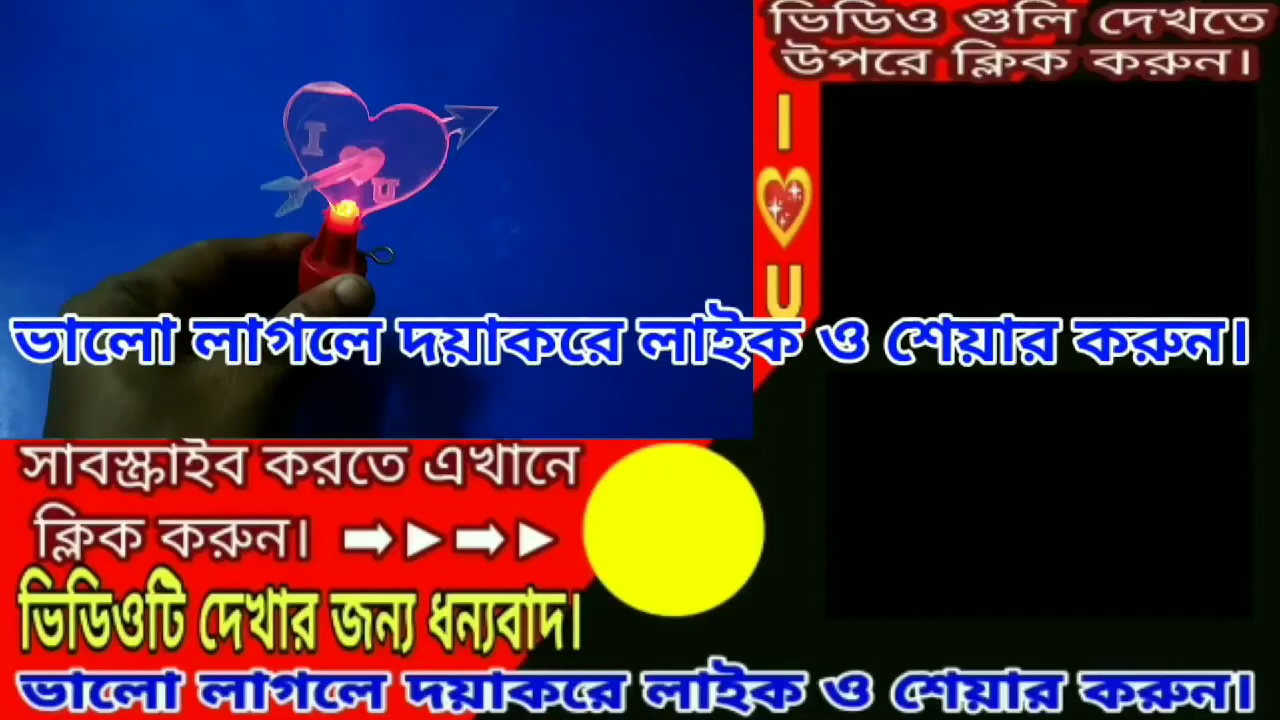 ভিডিও গুলি দেখতে
উপরে ক্লিক করুন।
I
U
I
U
ভালো লাগলে দয়াকরে লাইক ও শেয়ার করুন।
সাবস্ক্রাইব করতে এখানে
ক্লিক করুন।
ভিডিওটি দেখার জন্য ধন্যবাদ।
ভালো লাগলে দয়াকরে লাইক ও শেয়ার করুন।